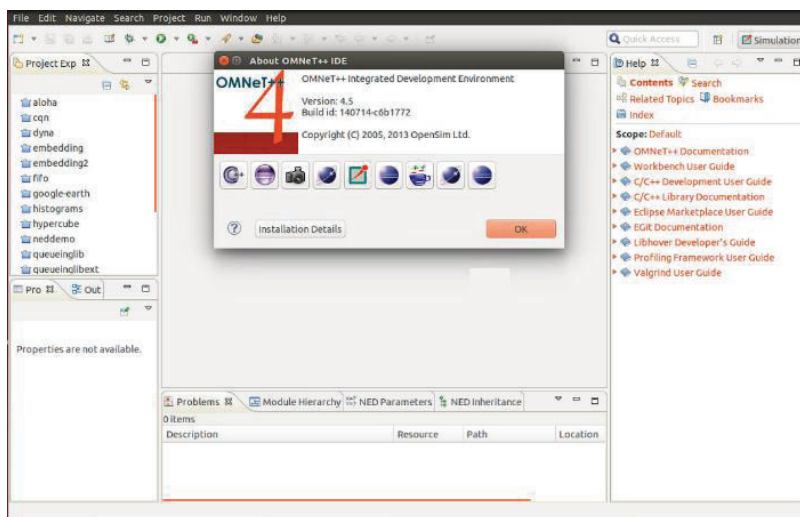 File Edit Navigate Search Project Run Window Help
Quick Access
Simulation
Project Exp
aloha
cqn
dyna
embedding
embedding2
fifo
google-earth
histograms
hypercube
neddemo
queueinglib
queueinglibext
Pro Out
Properties are not available.
About OMNeT++ IDE
OMNeT++
4
OMNeT++ Integrated Development Environment
Version: 4.5
Build id: 140714-c6b1772
Copyright (C) 2005, 2013 OpenSim Ltd.
Installation Details
OK
Problems Module Hierarchy NED Parameters NED Inheritance
0 items
Description Resource Path Location
Help
Contents Search
Related Topics Bookmarks
Index
Scope: Default
OMNeT++ Documentation
Workbench User Guide
C/C++ Development User Guide
C/C++ Library Documentation
Eclipse Marketplace User Guide
EGit Documentation
Libhover Developer's Guide
Profiling Framework User Guide
Valgrind User Guide